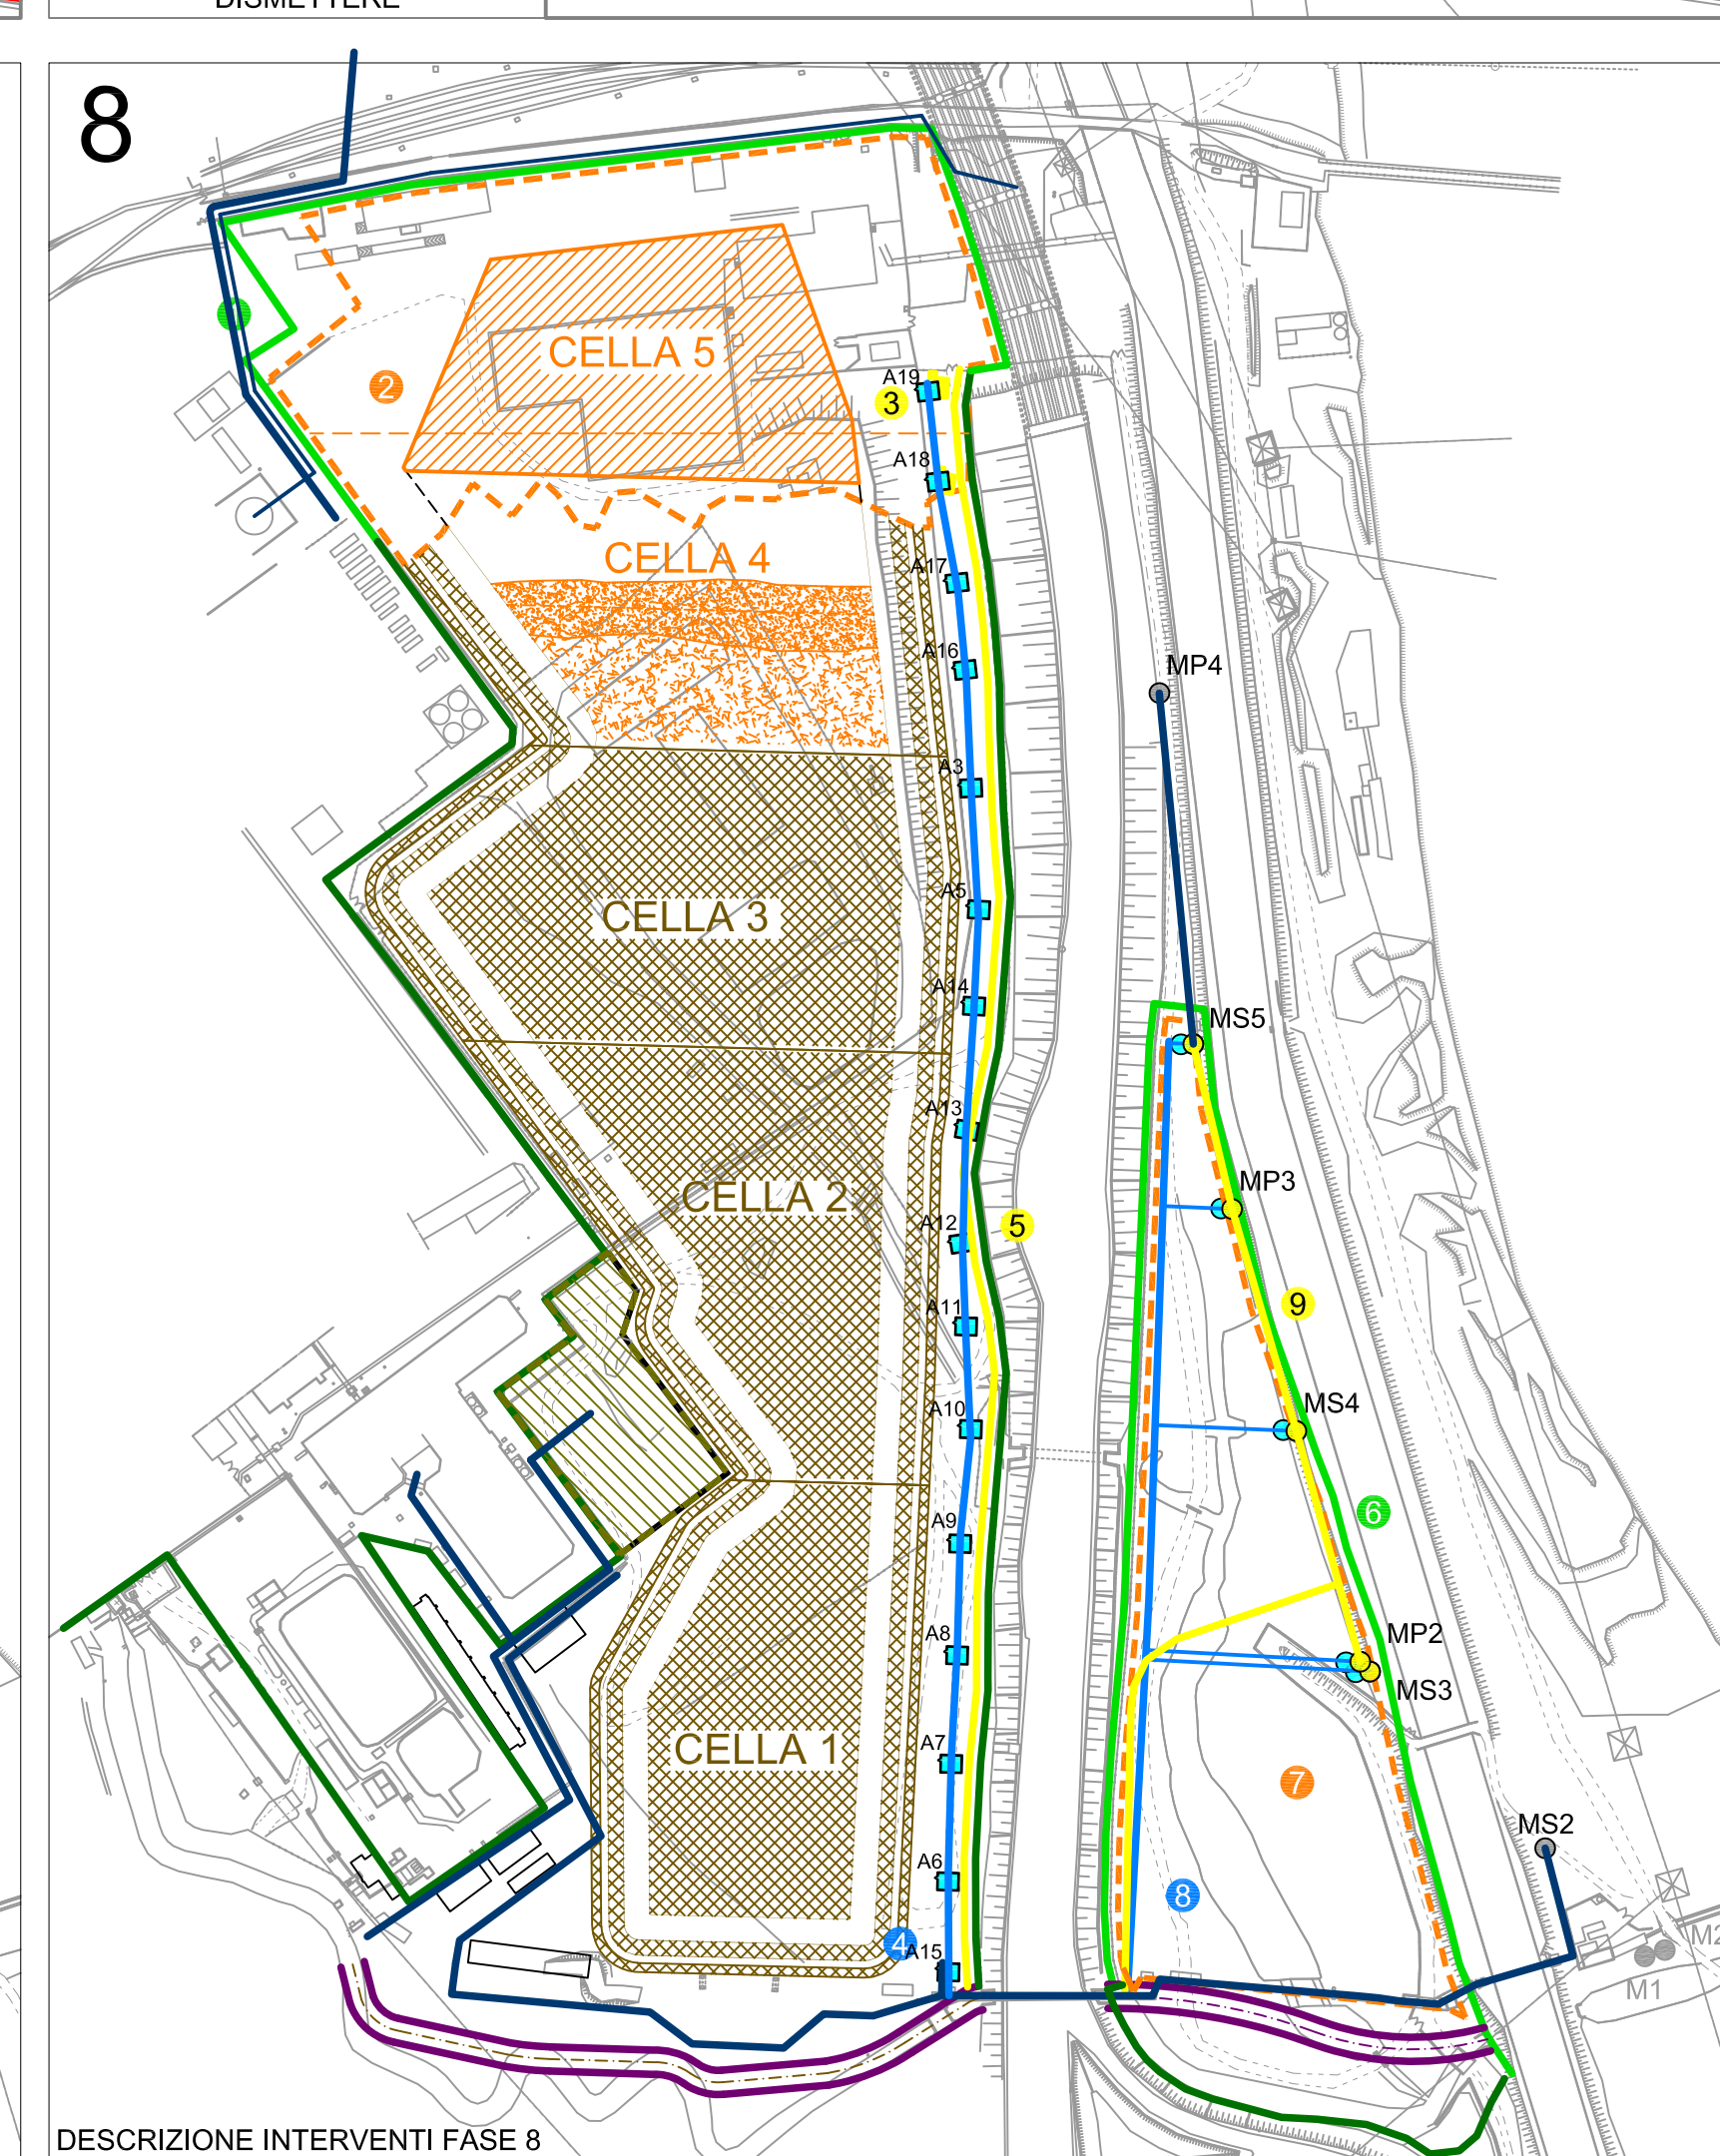 DISMETTERE
8
CELLA 5
2
A19
3
A18
CELLA 4
A17
A16
MP4
A3
A5
CELLA 3
A14
MS5
A13
MP3
CELLA 2
A12
5
9
A11
MS4
A10
6
A9
A8
MP2
MS3
CELLA 1
A7
7
MS2
A6
8
4
A15
M2
M1
DESCRIZIONE INTERVENTI FASE 8